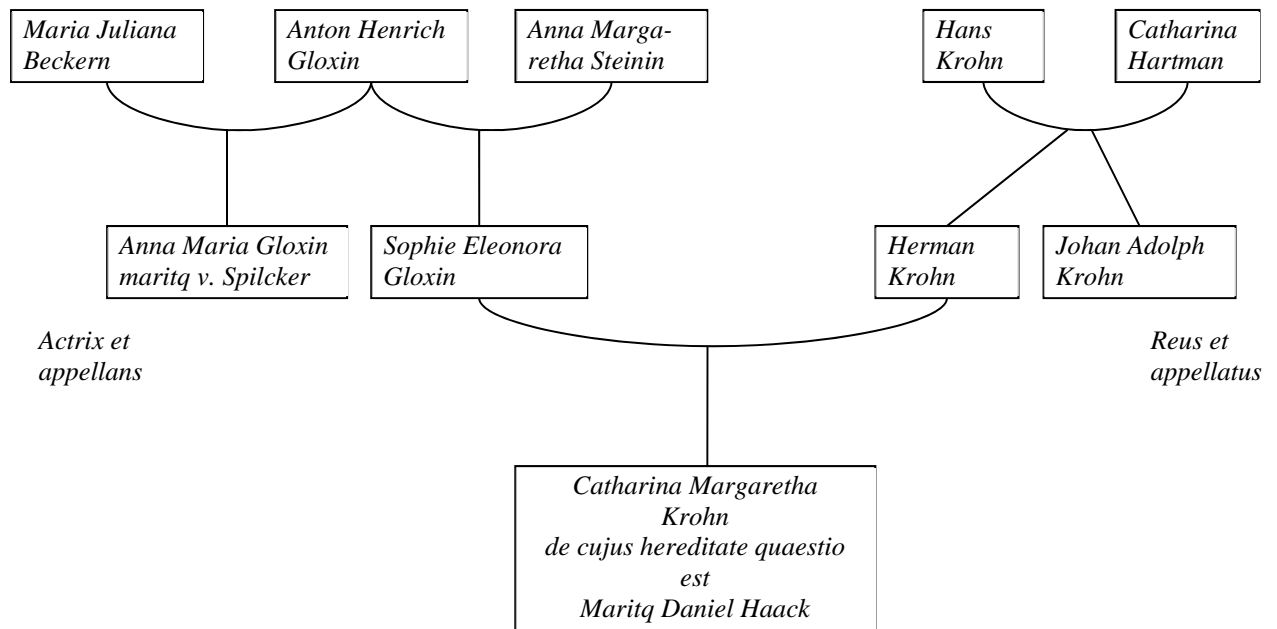 Maria Juliana
Beckern
Anton Henrich
Gloxin
Anna Marga-
retha Steinin
Hans
Krohn
Catharina
Hartman
Anna Maria Gloxin
maritq v. Spilcker
Sophie Eleonora
Gloxin
Herman
Krohn
Johan Adolph
Krohn
Actrix et
appellans
Reus et
appellatus
Catharina Margaretha
Krohn
de cujus hereditate quaestio
est
Maritq Daniel Haack